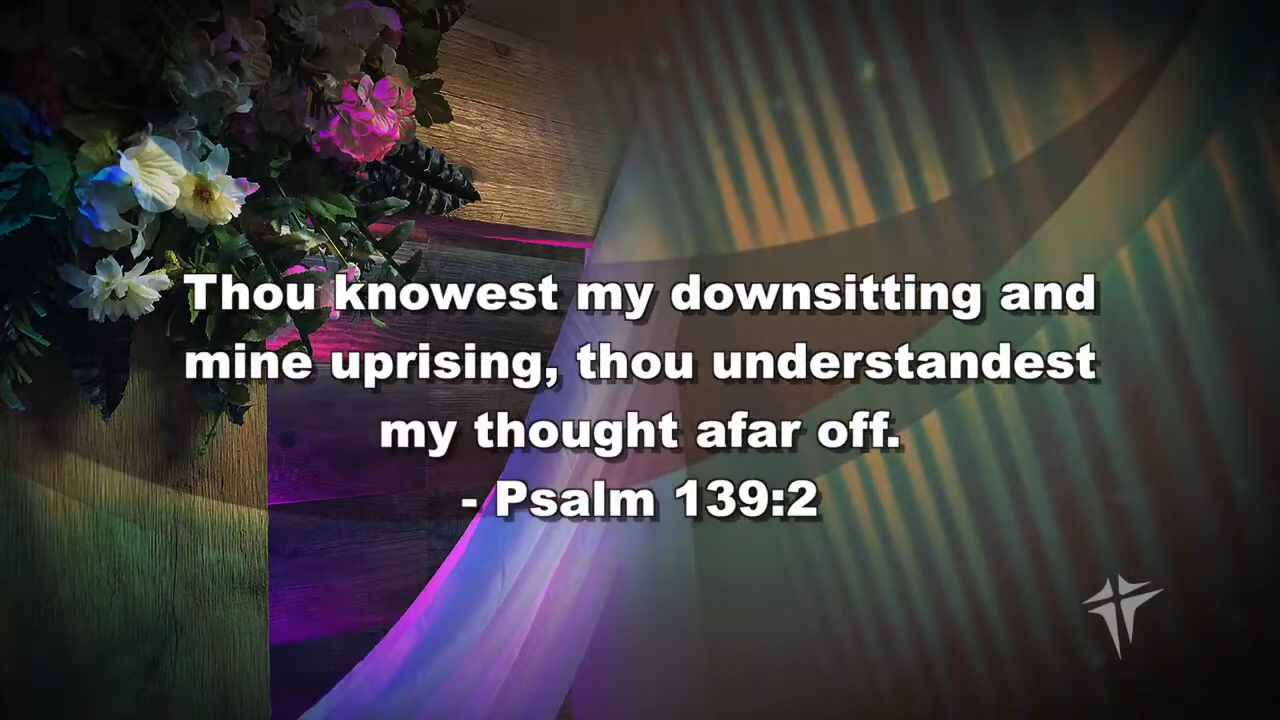 Thou knowest my downsitting and
mine uprising, thou understandest
my thought afar off.
- Psalm 139:2